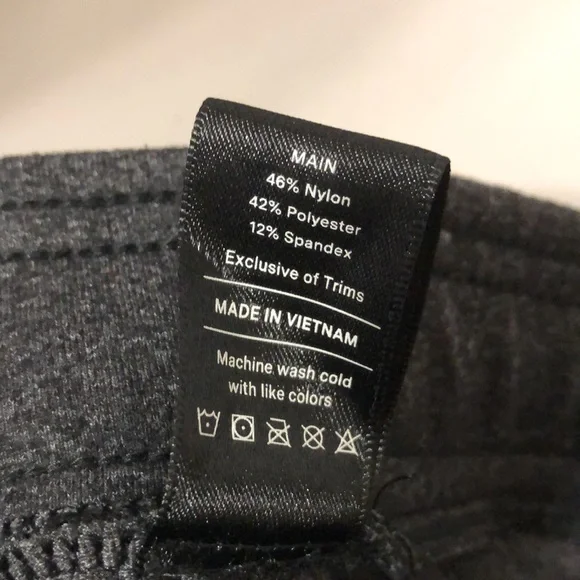 MAIN
46% Nylon
42% Polyester
12% Spandex
Exclusive of Trims
MADE IN VIETNAM
Machine wash cold
with like colors